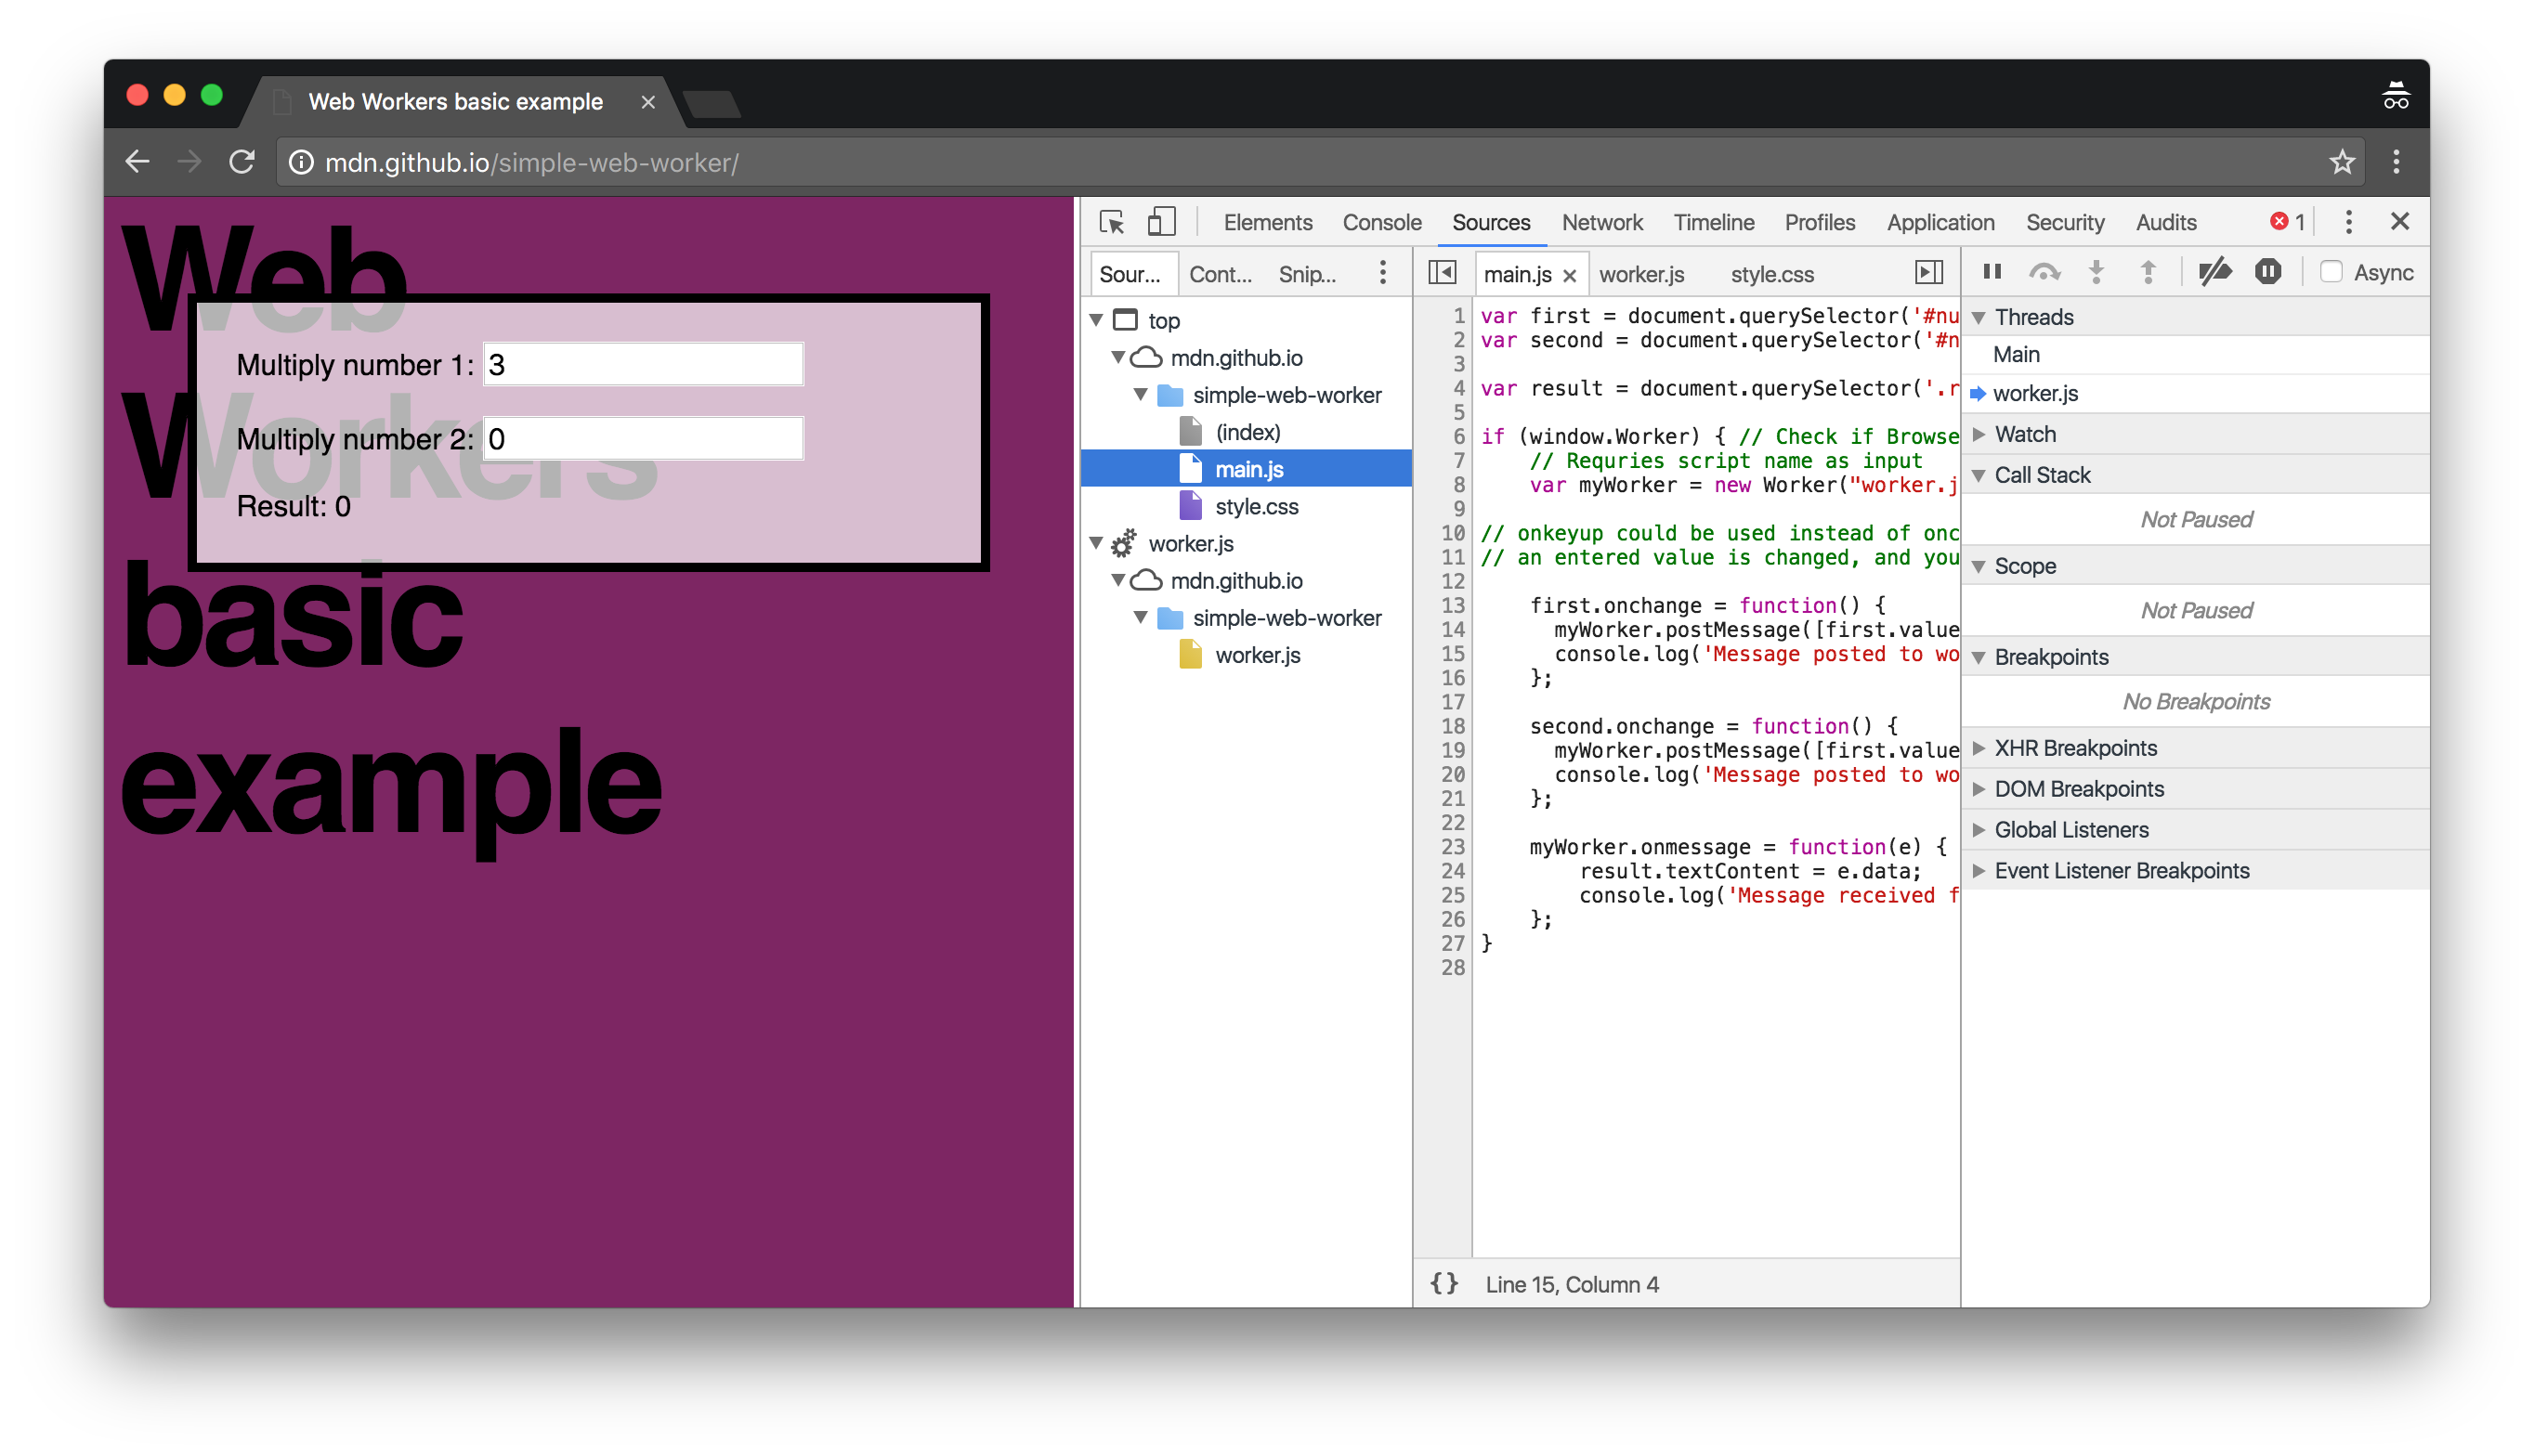 Web Workers basic example
mdn.github.io/simple-web-worker/
Web
Workers
basic
example
Multiply number 1: 3
Multiply number 2: 0
Result: 0
Elements Console Sources Network Timeline Profiles Application Security Audits 1
Sour... Cont... Snip...
top
mdn.github.io
simple-web-worker
(index)
main.js
style.css
worker.js
mdn.github.io
simple-web-worker
worker.js
main.js worker.js style.css
1 var first = document.querySelector('#nu
2 var second = document.querySelector('#n
3
4 var result = document.querySelector('.r
5
6 if (window.Worker) { // Check if Browse
7 // Requries script name as input
8 var myWorker = new Worker("worker.j
9
10 // onkeyup could be used instead of onc
11 // an entered value is changed, and you
12
13 first.onchange = function() {
14 myWorker.postMessage([first.value
15 console.log('Message posted to wo
16 };
17
18 second.onchange = function() {
19 myWorker.postMessage([first.value
20 console.log('Message posted to wo
21 };
22
23 myWorker.onmessage = function(e) {
24 result.textContent = e.data;
25 console.log('Message received f
26 };
27 }
28
{} Line 15, Column 4
Async
Threads
Main
worker.js
Watch
Call Stack
Not Paused
Scope
Not Paused
Breakpoints
No Breakpoints
XHR Breakpoints
DOM Breakpoints
Global Listeners
Event Listener Breakpoints